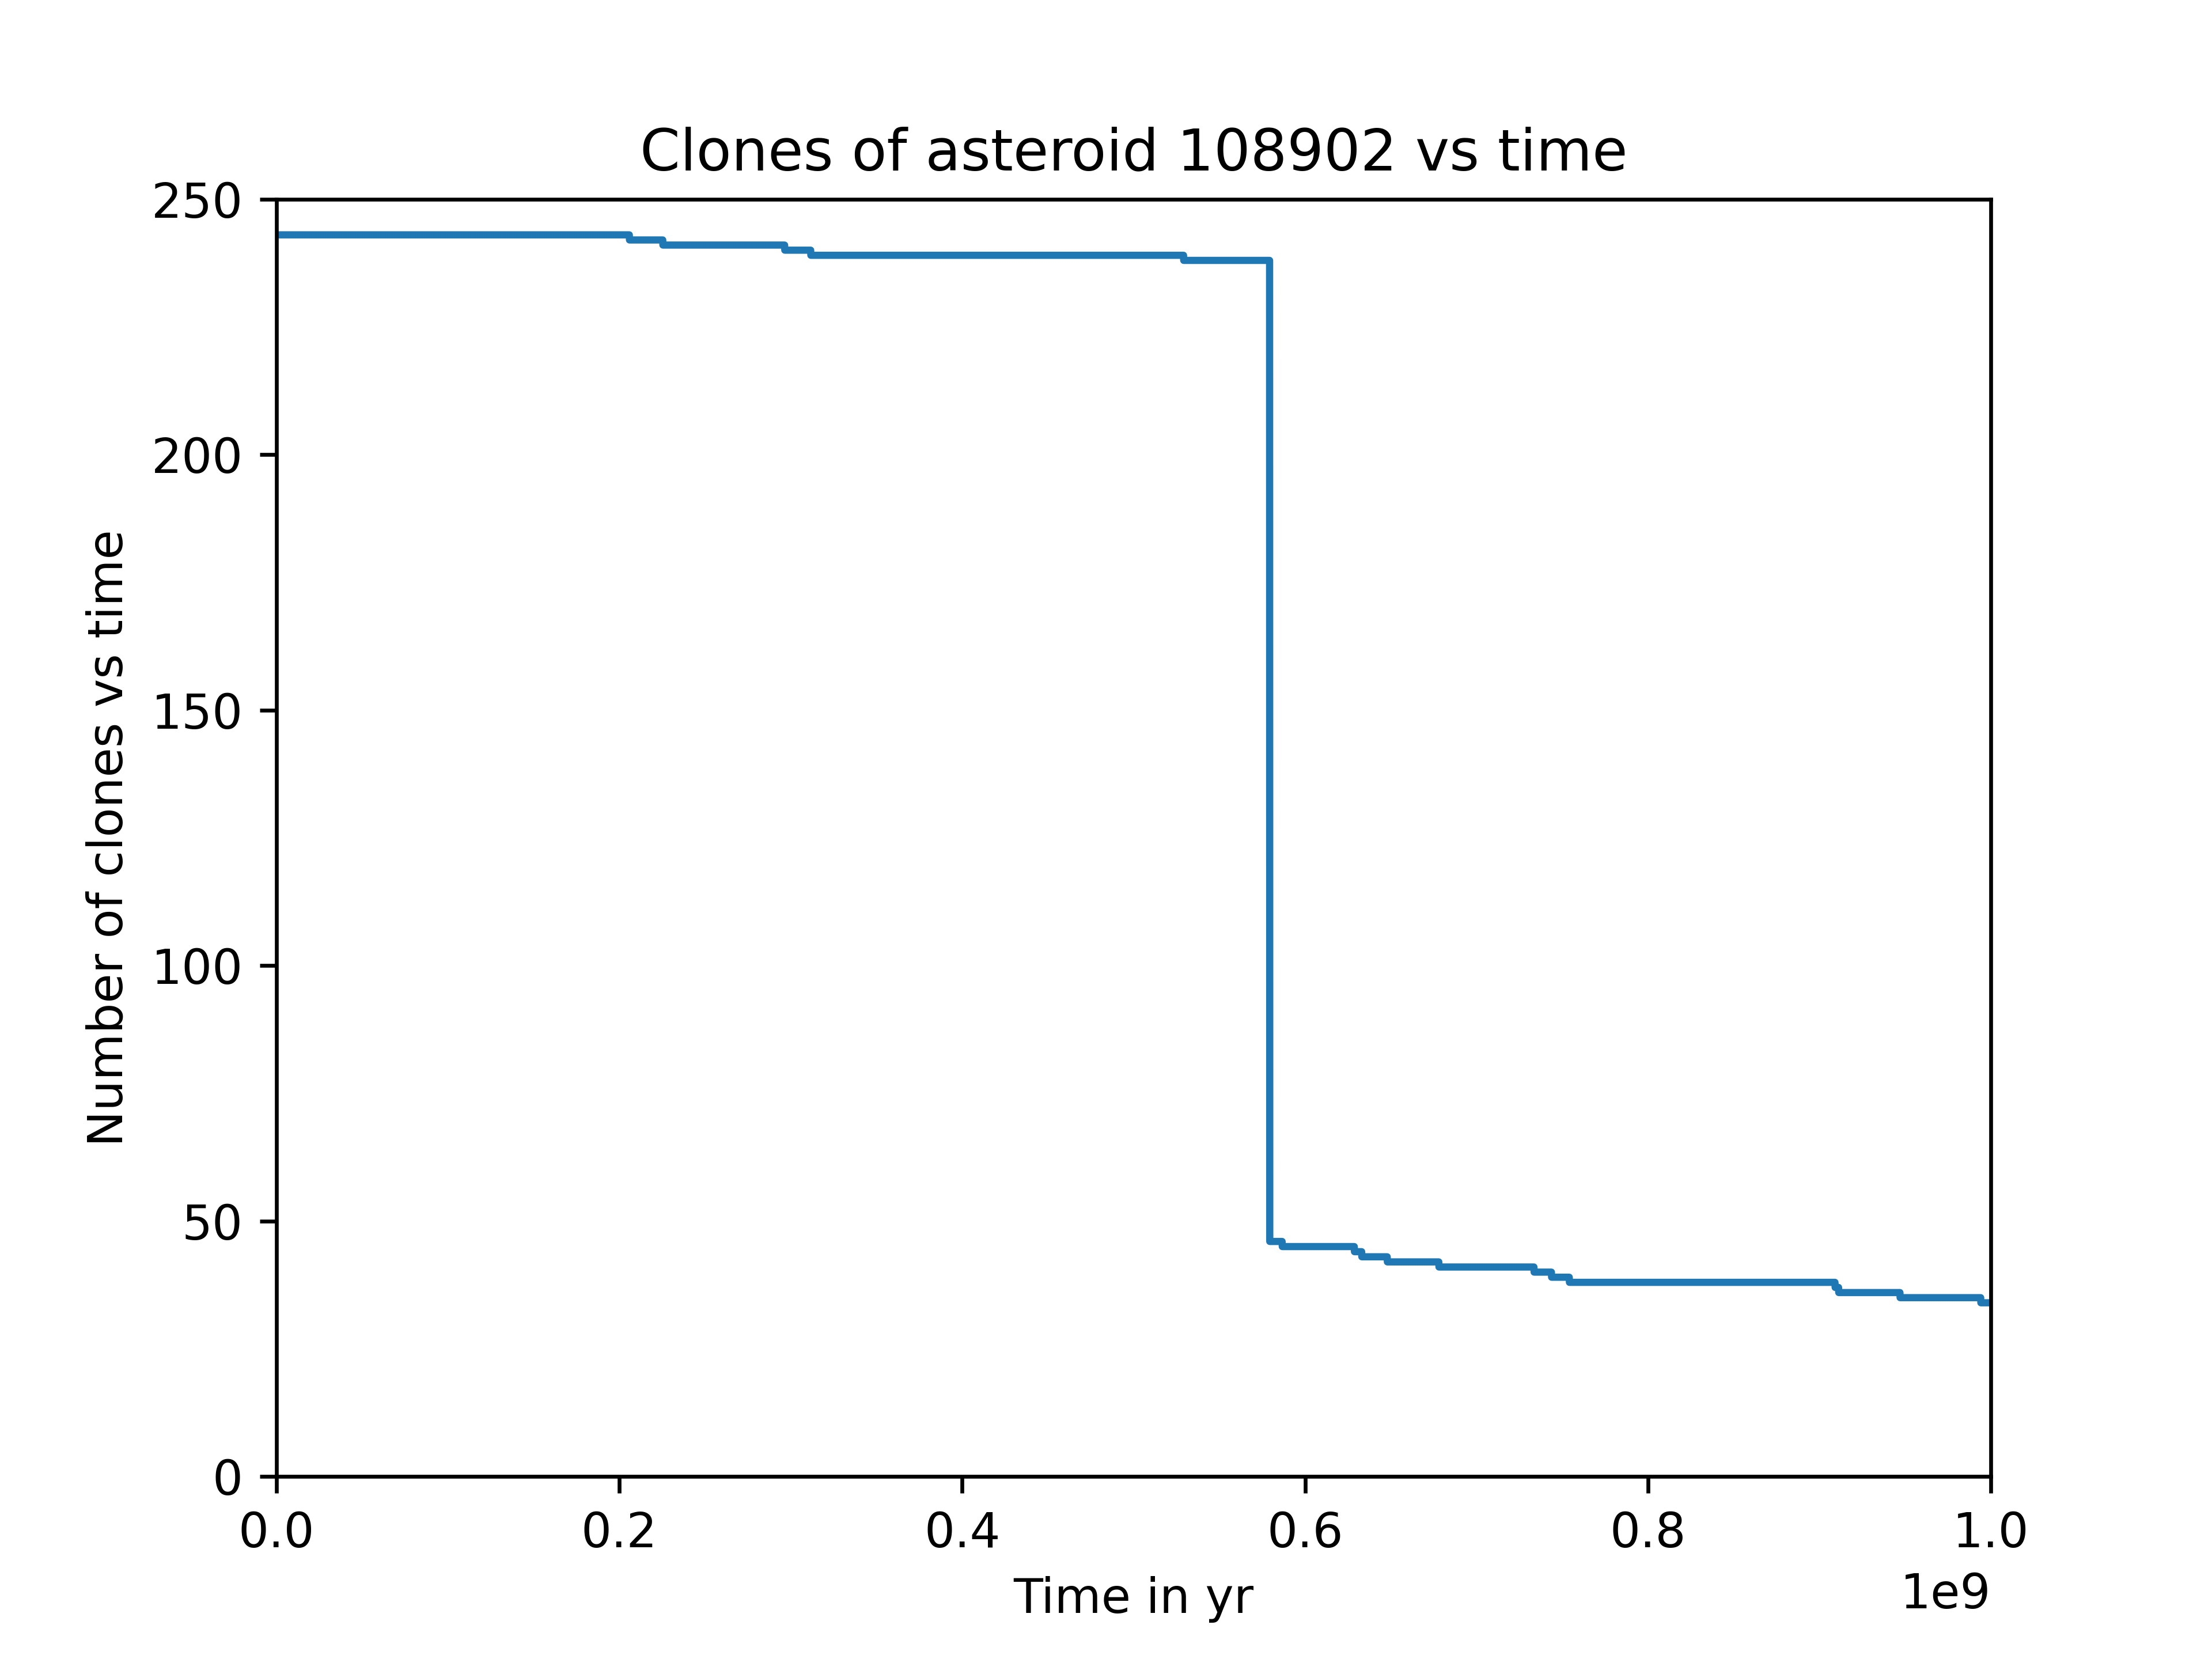 Clones of asteroid 108902 vs time
250
200
150
100
50
0
Number of clones vs time
0.0 0.2 0.4 0.6 0.8 1.0
Time in yr
1e9